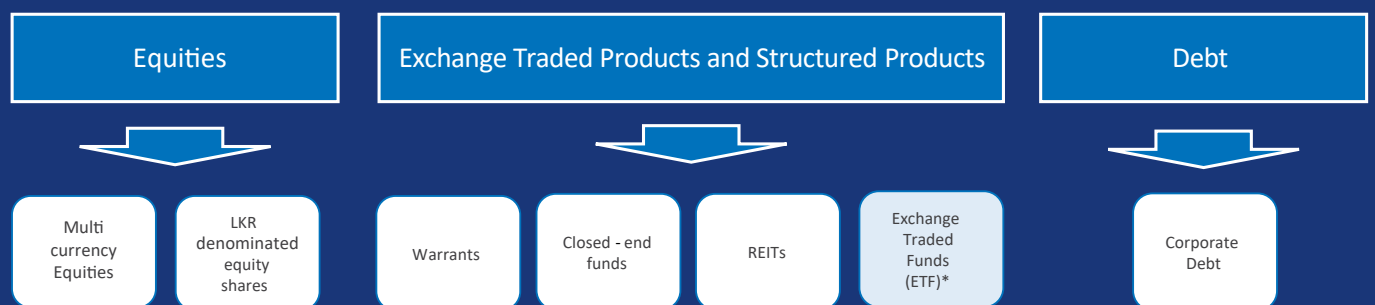 Equities
Exchange Traded Products and Structured Products
Debt
Multi
currency
Equities
LKR
denominated
equity
shares
Warrants
Closed - end
funds
REITs
Exchange
Traded
Funds
(ETF)*
Corporate
Debt